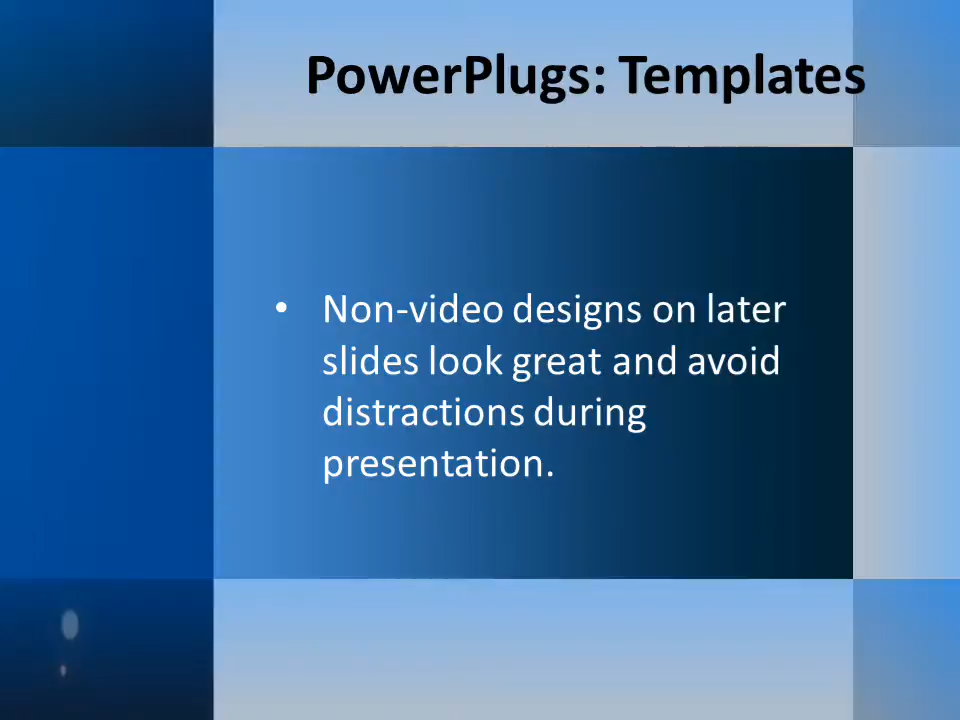 PowerPlugs: Templates
• Non-video designs on later
slides look great and avoid
distractions during
presentation.